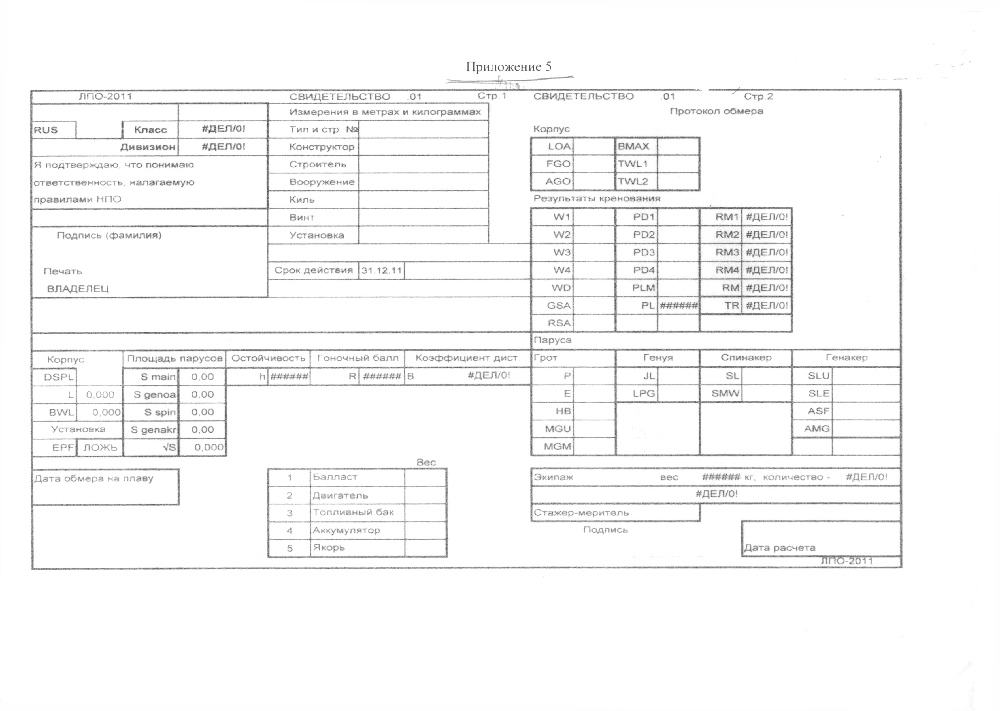 Приложение 5
ЛПО-2011 СВИДЕТЕЛЬСТВО .01 Стр.1
Измерения в метрах и килограммах
RUS Класс #ДЕЛ/0! Тип и стр. №
Дивизион #ДЕЛ/0! Конструктор
Я подтверждаю, что понимаю Строитель
ответственность, налагаемую Вооружение
правилами НПО Киль
Винт
Подпись (фамилия) Установка
Печать Срок действия 31.12.11
ВЛАДЕЛЕЦ
Корпус Площадь парусов Остойчивость Гоночный балл Коэффициент дист.
DSPL S main 0,00 h ###### R ###### B #ДЕЛ/0!
L 0,000 S genoa 0,00
BWL 0,000 S spin 0,00
Установка S genakr 0,00
EPF ЛОЖЬ √S 0,000
Вес
Дата обмера на плаву 1 Балласт
2 Двигатель
3 Топливный.бак
4 Аккумулятор
5 Якорь
СВИДЕТЕЛЬСТВО .01 Стр.2
Протокол обмера
Корпус
LOA BMAX
FGO TWL1
AGO TWL2
Результаты кренования
W1 PD1 RM1 #ДЕЛ/0!
W2 PD2 RM2 #ДЕЛ/0!
W3 PD3 RM3 #ДЕЛ/0!
W4 PD4 RM4 #ДЕЛ/0!
WD PLM RM #ДЕЛ/0!
GSA PL ###### TR #ДЕЛ/0!
RSA
Паруса
Грот Генуя Спинакер Генакер
P JL SL SLU
E LPG SMW SLE
HB ASF
MGU AMG
MGM
Экипаж вес ###### кг, количество - #ДЕЛ/0!
#ДЕЛ/0!
Стажер-меритель
Подпись
Дата расчета
ЛПО-2011